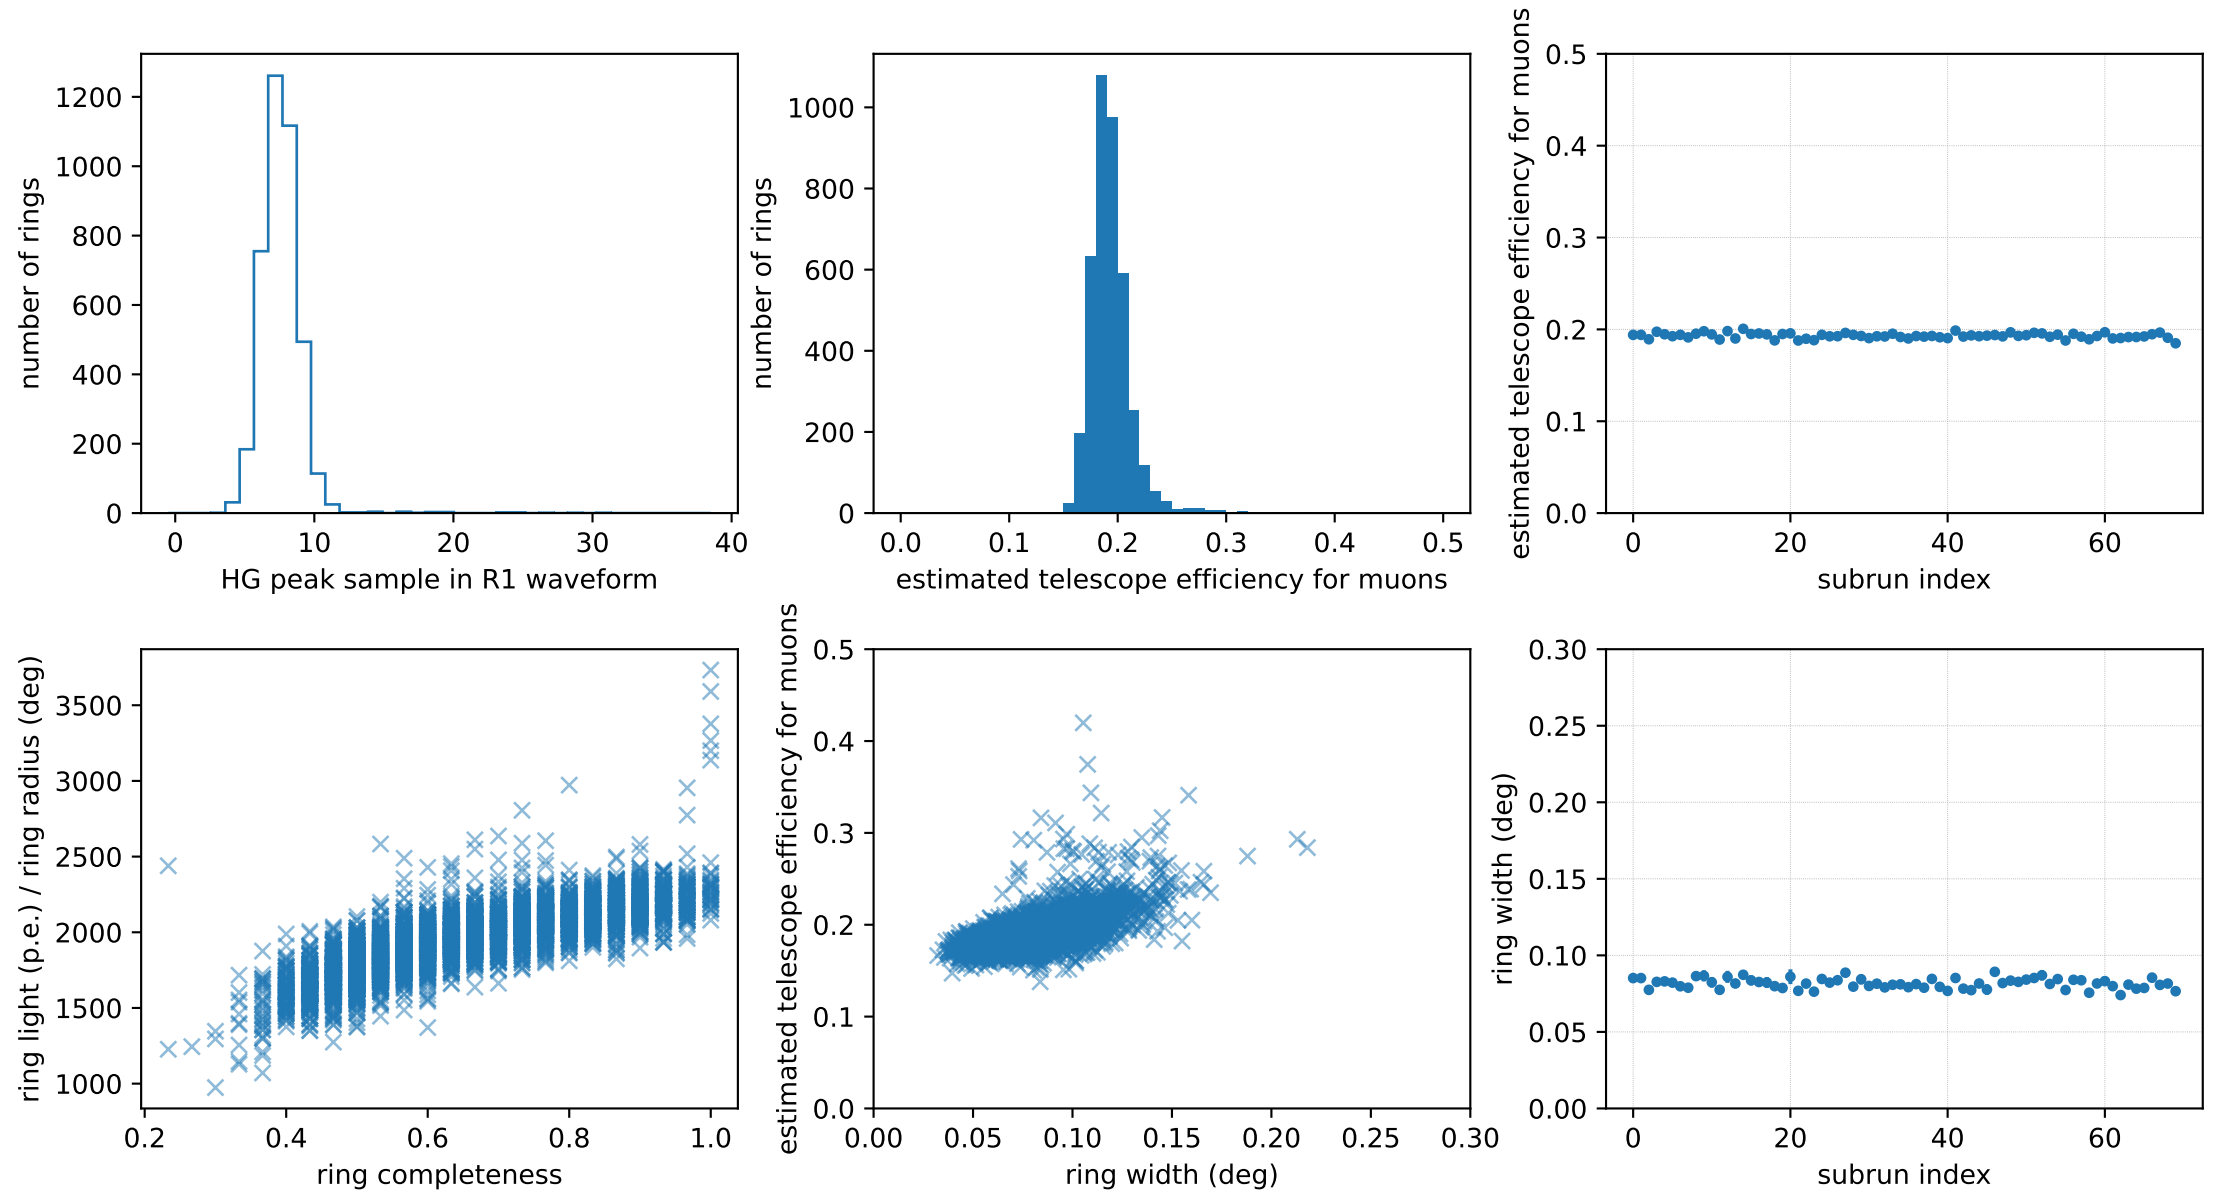 1200
1000
800
600
400
200
0
number of rings
0 10 20 30 40
HG peak sample in R1 waveform
1000
800
600
400
200
0
number of rings
0.0 0.1 0.2 0.3 0.4 0.5
estimated telescope efficiency for muons
0.5
0.4
0.3
0.2
0.1
0.0
estimated telescope efficiency for muons
0 20 40 60
subrun index
3500
3000
2500
2000
1500
1000
ring light (p.e.) / ring radius (deg)
0.2 0.4 0.6 0.8 1.0
ring completeness
0.5
0.4
0.3
0.2
0.1
0.0
estimated telescope efficiency for muons
0.00 0.05 0.10 0.15 0.20 0.25 0.30
ring width (deg)
0.30
0.25
0.20
0.15
0.10
0.05
0.00
ring width (deg)
0 20 40 60
subrun index